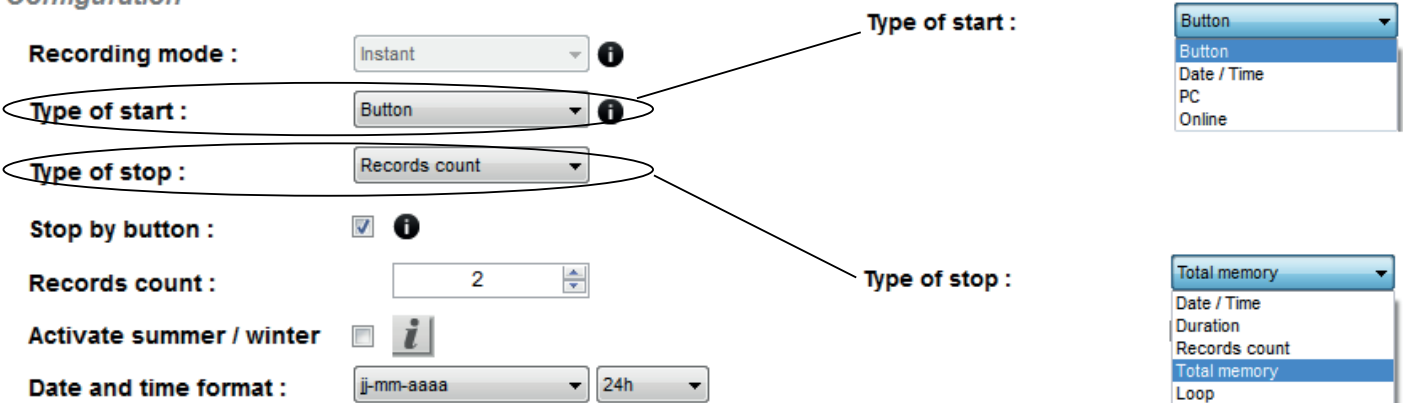 Configuration
Recording mode : Instant
Type of start : Button
Type of stop : Records count
Stop by button :
Records count : 2
Activate summer / winter
Date and time format : jj-mm-aaaa 24h
Type of start : Button
Button
Date / Time
PC
Online
Type of stop : Total memory
Date / Time
Duration
Records count
Total memory
Loop